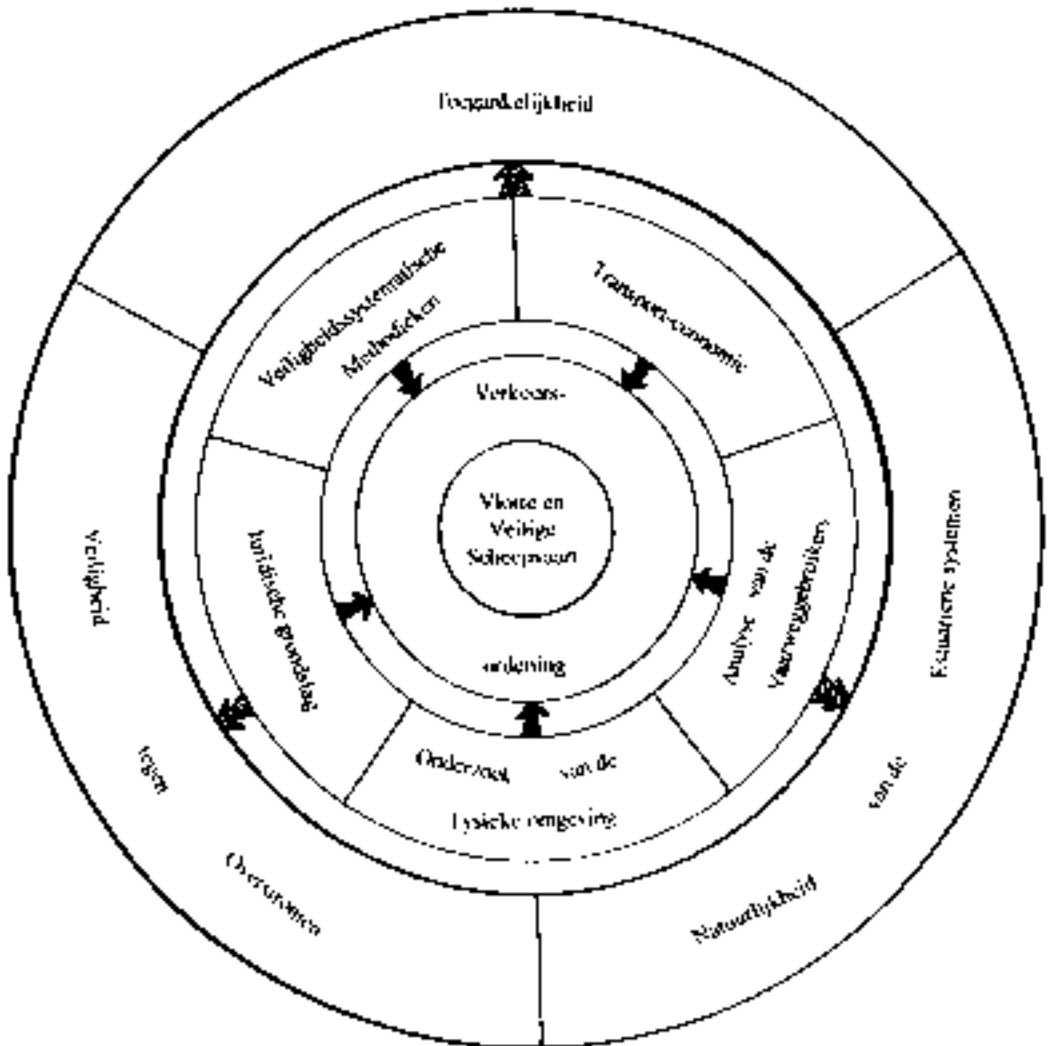 Toegankelijkheid
Veiligheidssystematische
Methodieken
Transport-economie
Verkeers-
Vlotte en
Veilige
Scheepvaart
ordening
Juridische grondslag
Analyse van de
Vaarweggebruikers
Onderzoek van de
Fysieke omgeving
Veiligheid
tegen
Overstromen
Natuurlijkheid
van de
Estuariene systemen